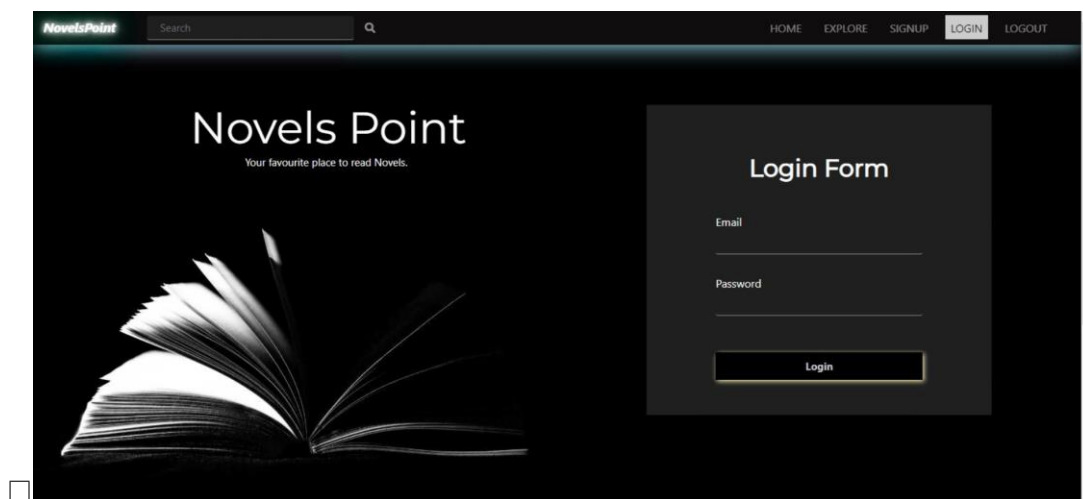 NovelsPoint Search HOME EXPLORE SIGNUP LOGIN LOGOUT
Novels Point
Your favourite place to read Novels.
Login Form
Email
Password
Login